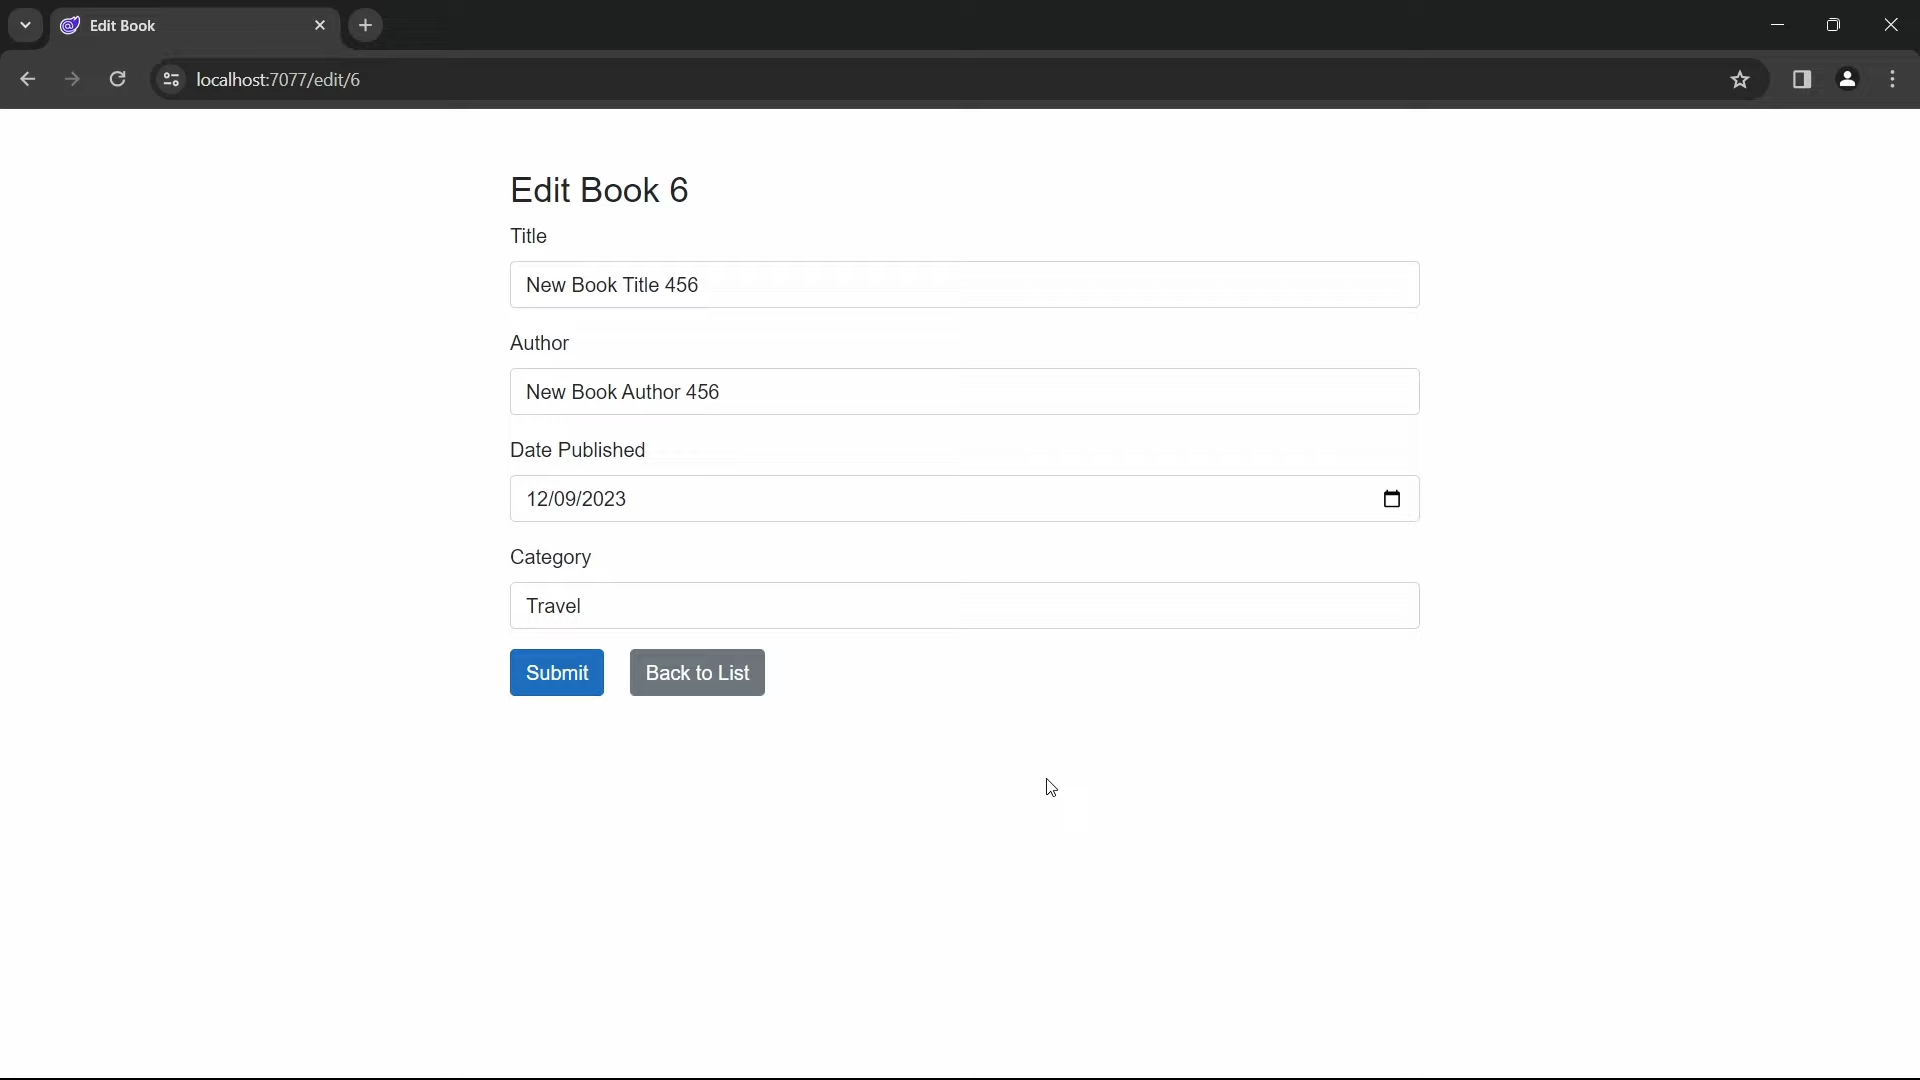 Edit Book
localhost:7077/edit/6
Edit Book 6
Title
New Book Title 456
Author
New Book Author 456
Date Published
12/09/2023
Category
Travel
Submit Back to List